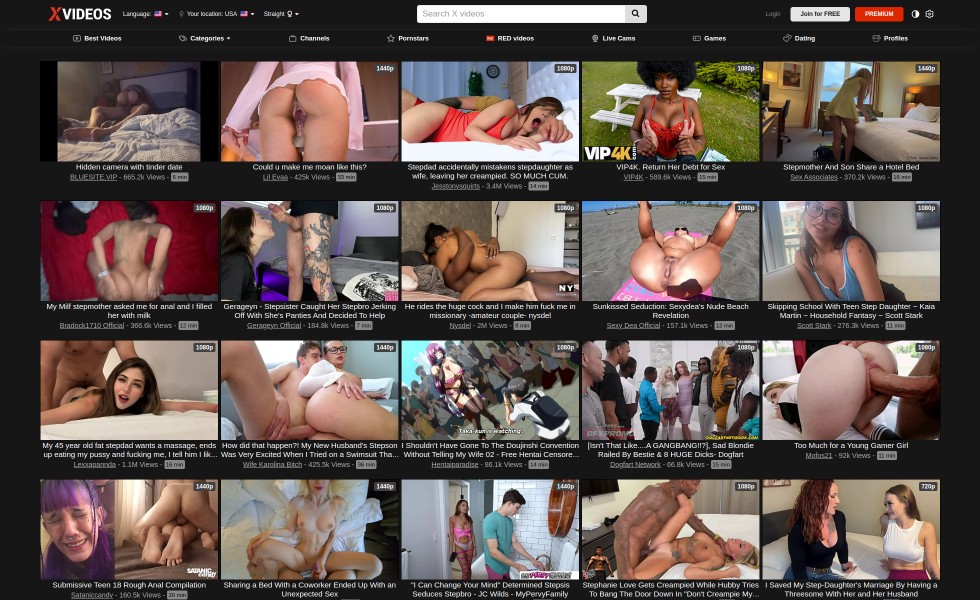 XVIDEOS Language: Your location: USA Straight Search X videos Login Join for FREE PREMIUM
Best Videos Categories Channels Pornstars RED videos Live Cams Games Dating Profiles
1440p 1080p 1080p 1440p
VIP4K.com
Hidden camera with tinder date
BLUESITE.VIP - 665.2k Views - 6 min
Could u make me moan like this?
Lil Evaa - 425k Views - 33 min
Stepdad accidentally mistakens stepdaughter as
wife, leaving her creampied. SO MUCH CUM.
Jesstonysquirts - 3.4M Views - 14 min
VIP4K. Return Her Debt for Sex
VIP4K - 589.6k Views - 15 min
Stepmother And Son Share a Hotel Bed
Sex Associates - 370.2k Views - 16 min
1080p 1080p 1080p 1080p 1080p
NY
My Milf stepmother asked me for anal and I filled
her with milk
Bradock1710 Official - 366.6k Views - 12 min
Gerageyn - Stepsister Caught Her Stepbro Jerking
Off With She's Panties And Decided To Help
Gerageyn Official - 184.8k Views - 7 min
He rides the huge cock and I make him fuck me in
missionary -amateur couple- nysdel
Nysdel - 2M Views - 8 min
Sunkissed Seduction: Sexydea's Nude Beach
Revelation
Sexy Dea Official - 157.1k Views - 13 min
Skipping School With Teen Step Daughter ~ Kaia
Martin ~ Household Fantasy ~ Scott Stark
Scott Stark - 276.3k Views - 11 min
1080p 1440p 1080p 1080p 1080p
Taka-kun is watching.
DOGFARTNETWORK.COM
My 45 year old fat stepdad wants a massage, ends
up eating my pussy and fucking me, I tell him I lik...
Lexxapannda - 1.1M Views - 16 min
How did that happen?! My New Husband's Stepson
Was Very Excited When I Tried on a Swimsuit Tha...
Wife Karolina Bitch - 425.5k Views - 36 min
I Shouldn't Have Gone To The Doujinshi Convention
Without Telling My Wife 02 - Free Hentai Censore...
Hentaiparadise - 86.1k Views - 14 min
[Isn't That Like....A GANGBANG!!?], Sad Blondie
Railed By Bestie & 8 HUGE Dicks- Dogfart
Dogfart Network - 66.8k Views - 15 min
Too Much for a Young Gamer Girl
Mofos21 - 92k Views - 11 min
1440p 1440p 1440p 1080p 720p
SATANIC
Submissive Teen 18 Rough Anal Compilation
Sataniccandy - 160.5k Views - 20 min
Sharing a Bed With a Coworker Ended Up With an
Unexpected Sex
"I Can Change Your Mind" Determined Stepsis
Seduces Stepbro - JC Wilds - MyPervyFamily
Stephanie Love Gets Creampied While Hubby Tries
To Bang The Door Down In "Don't Creampie My...
I Saved My Step-Daughter's Marriage By Having a
Threesome With Her and Her Husband